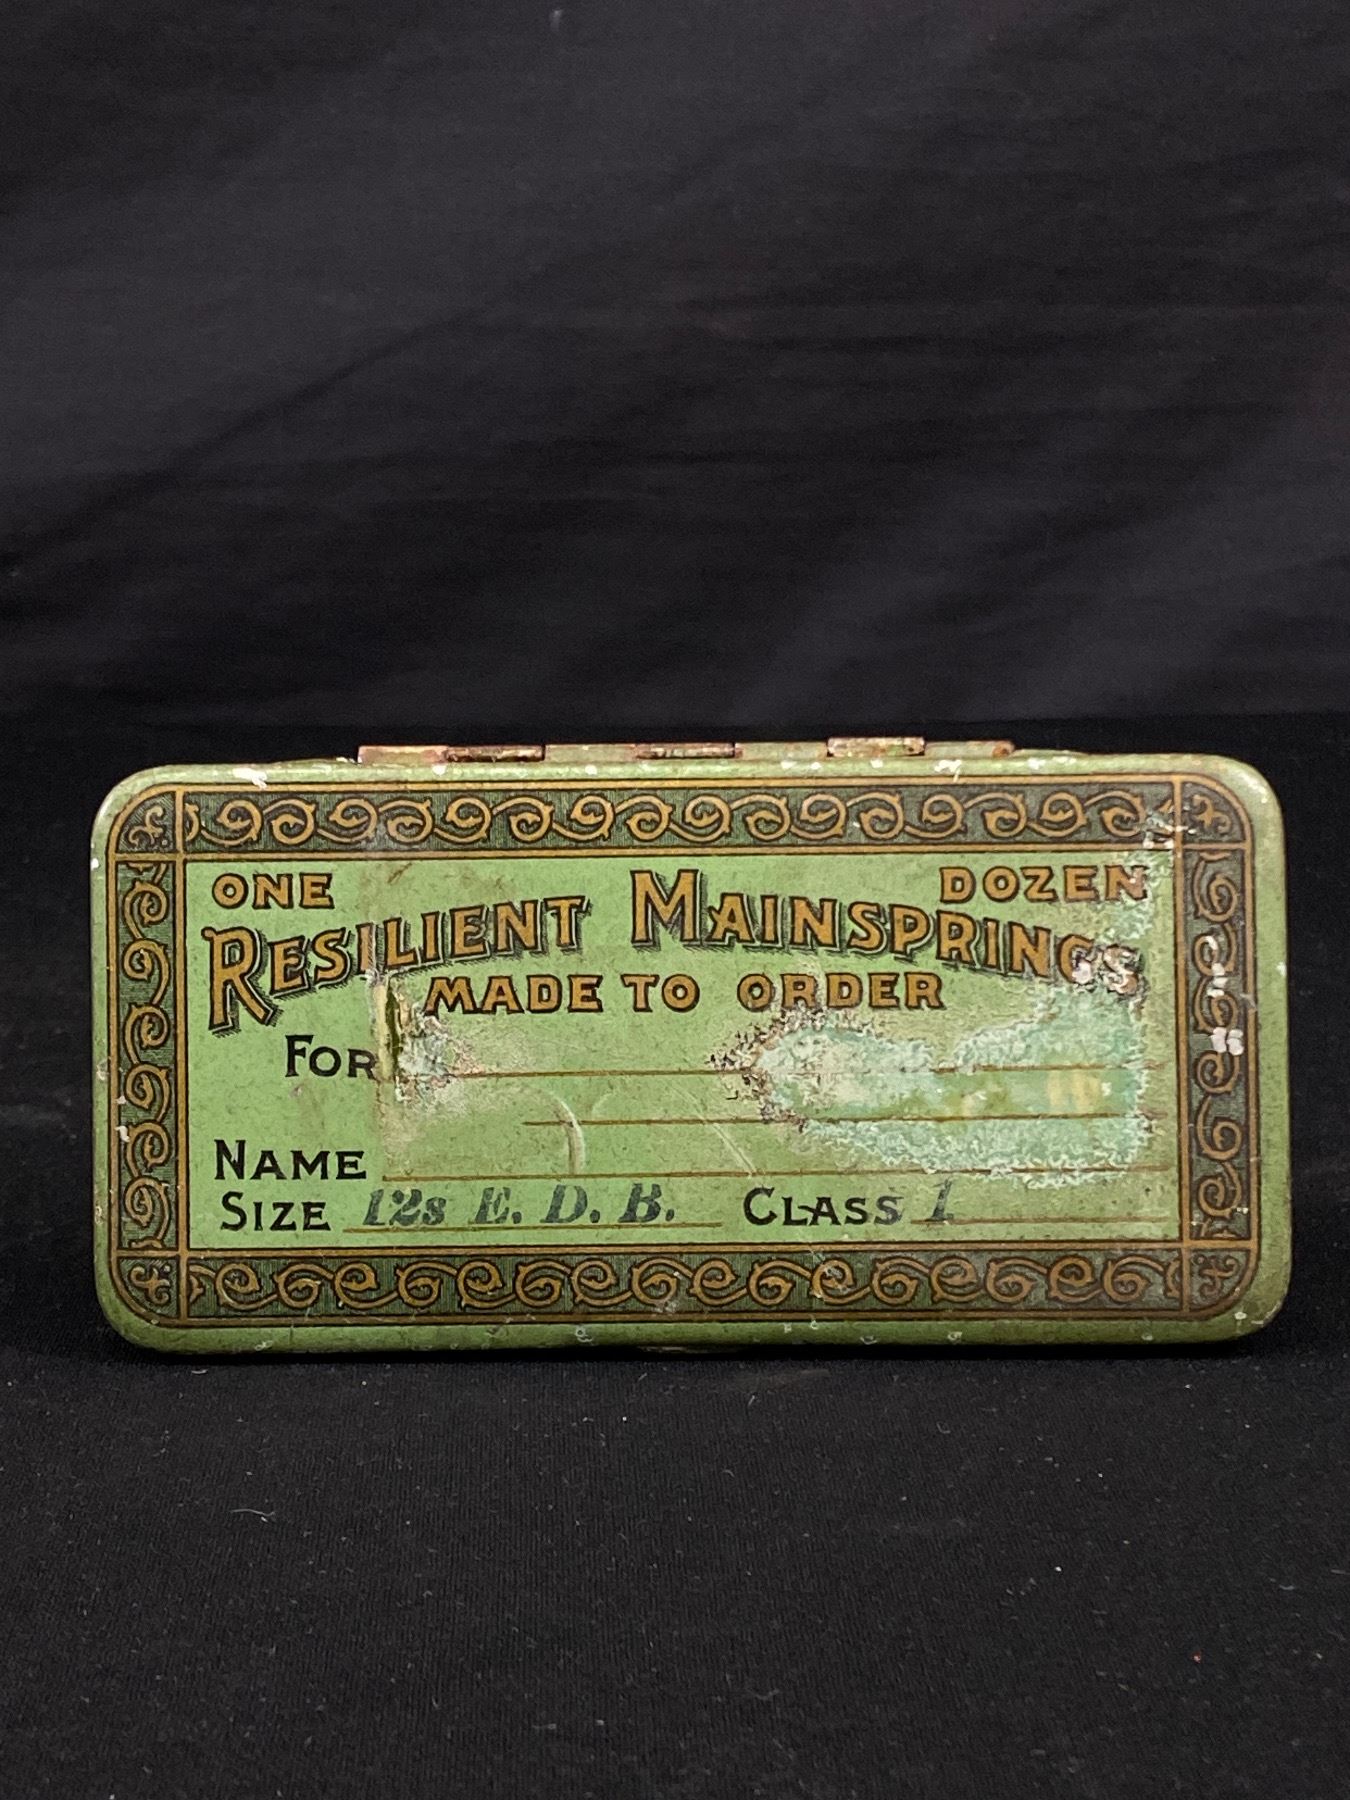 ONE DOZEN
RESILIENT MAINSPRINGS
MADE TO ORDER
FOR
NAME
SIZE 12s E. D. B. CLASS 1